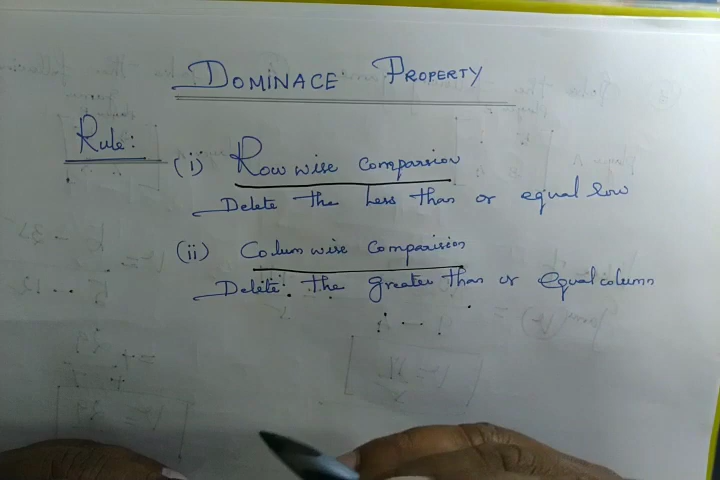 DOMINACE PROPERTY
Rule:
(i) Row wise comparsion
Delete the Less than or equal row
(ii) Column wise comparision
Delete: the greater than or equal column